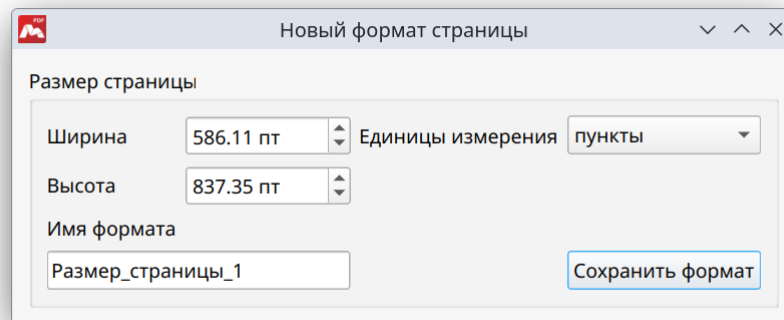 PDF
Новый формат страницы
Размер страницы
Ширина 586.11 пт Единицы измерения пункты
Высота 837.35 пт
Имя формата
Размер_страницы_1 Сохранить формат